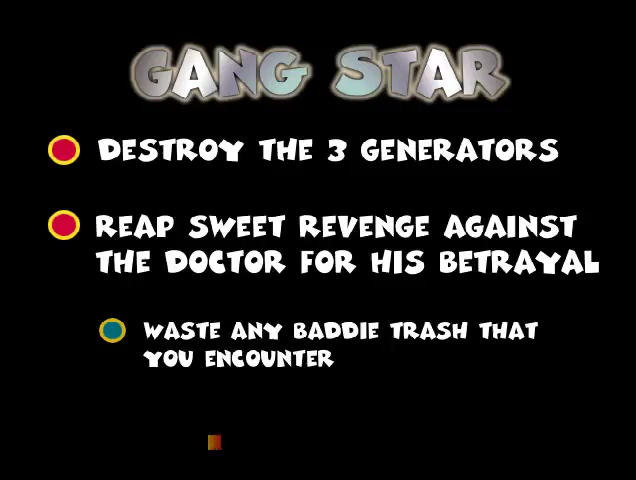 GANG STAR
DESTROY THE 3 GENERATORS
REAP SWEET REVENGE AGAINST
THE DOCTOR FOR HIS BETRAYAL
WASTE ANY BADDIE TRASH THAT
YOU ENCOUNTER